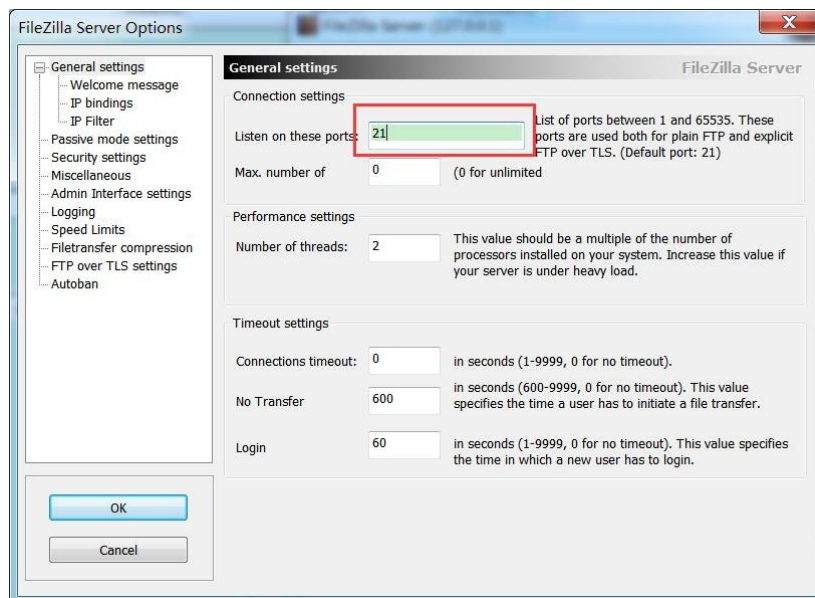 FileZilla Server Options
General settings
Welcome message
IP bindings
IP Filter
Passive mode settings
Security settings
Miscellaneous
Admin Interface settings
Logging
Speed Limits
Filetransfer compression
FTP over TLS settings
Autoban
OK
Cancel
General settings
FileZilla Server
Connection settings
Listen on these ports:
21
List of ports between 1 and 65535. These
ports are used both for plain FTP and explicit
FTP over TLS. (Default port: 21)
Max. number of
0
(0 for unlimited
Performance settings
Number of threads:
2
This value should be a multiple of the number of
processors installed on your system. Increase this value if
your server is under heavy load.
Timeout settings
Connections timeout:
0
in seconds (1-9999, 0 for no timeout).
No Transfer
600
in seconds (600-9999, 0 for no timeout). This value
specifies the time a user has to initiate a file transfer.
Login
60
in seconds (1-9999, 0 for no timeout). This value specifies
the time in which a new user has to login.